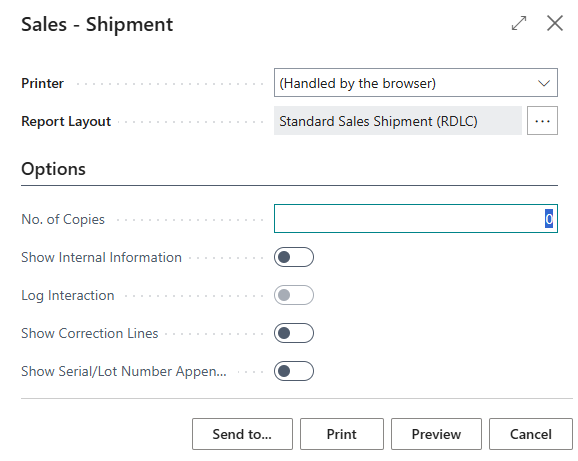 Sales - Shipment
Printer (Handled by the browser)
Report Layout Standard Sales Shipment (RDLC) ...
Options
No. of Copies 0
Show Internal Information
Log Interaction
Show Correction Lines
Show Serial/Lot Number Appen...
Send to... Print Preview Cancel